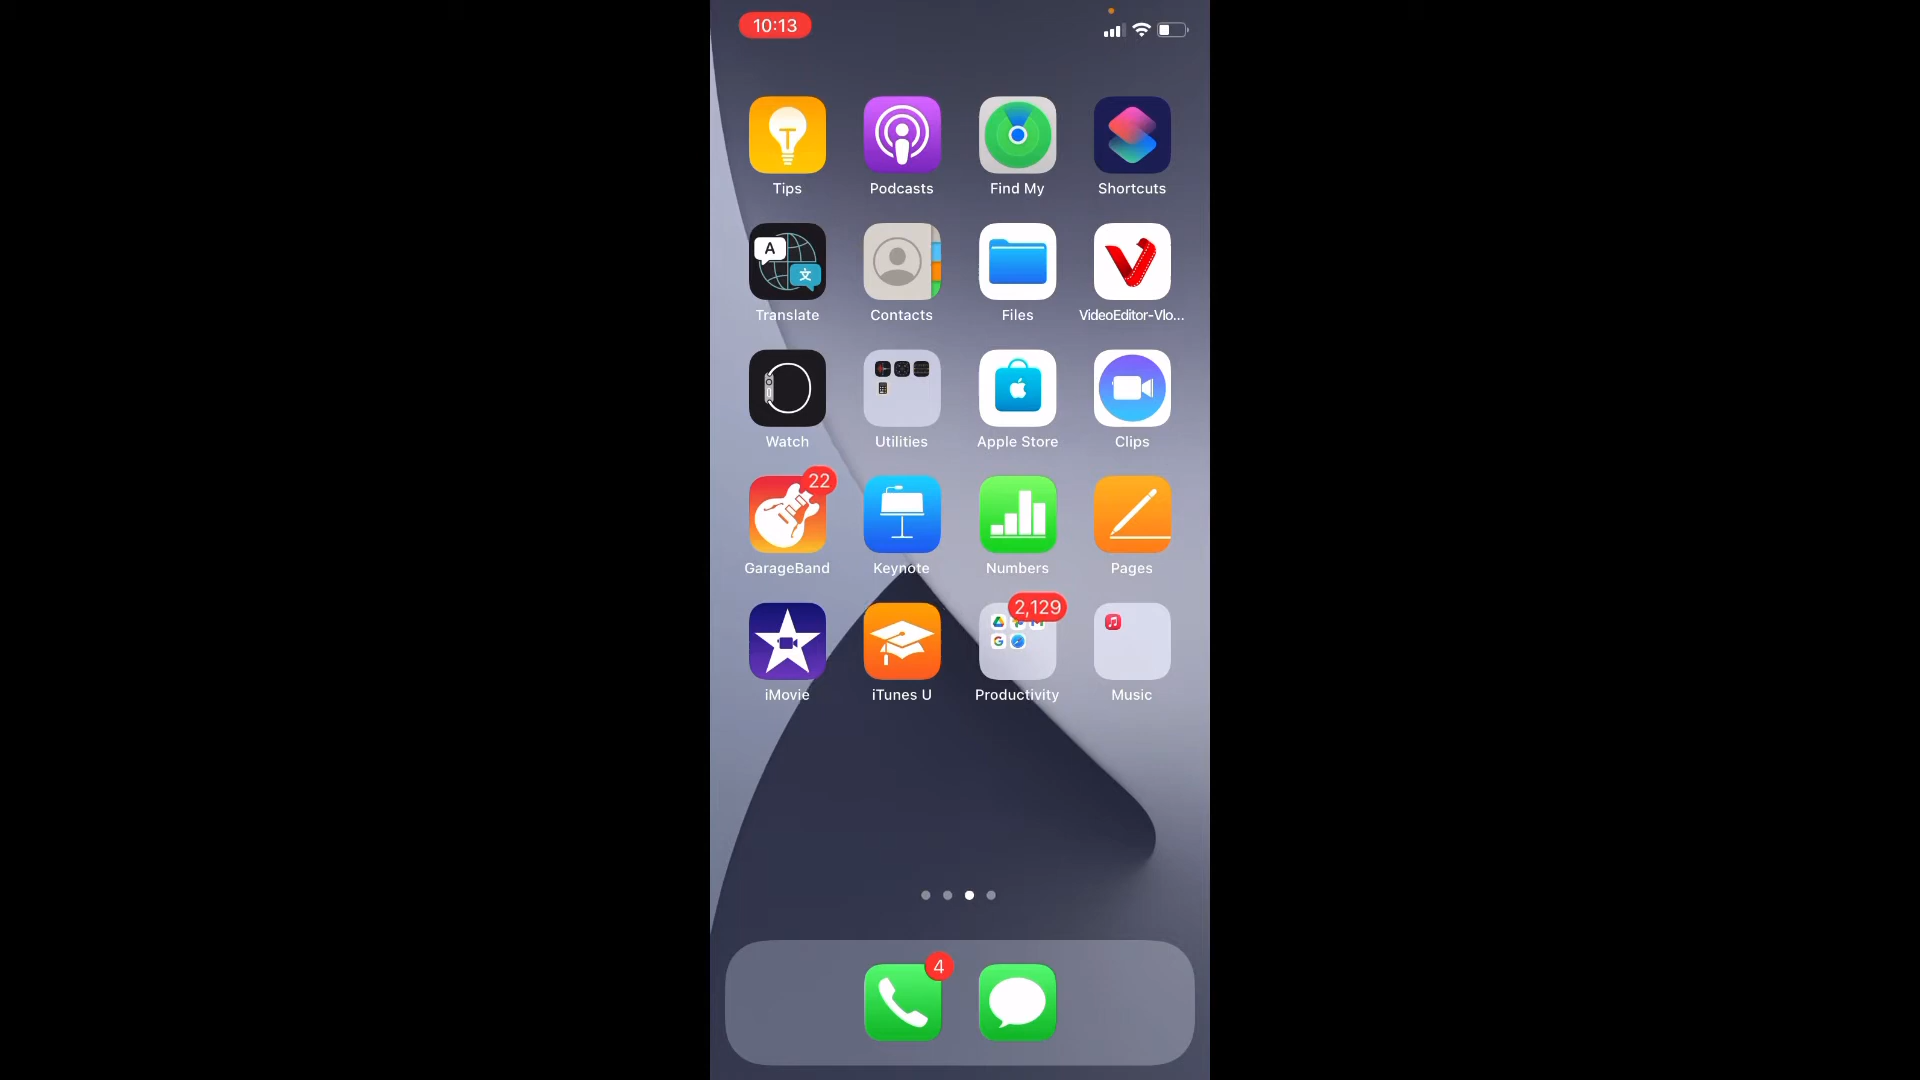 10:13
Tips
Podcasts
Find My
Shortcuts
A
文
Translate
Contacts
Files
VideoEditor-Vlo...
Watch
Utilities
Apple Store
Clips
22
GarageBand
Keynote
Numbers
Pages
2,129
iMovie
iTunes U
Productivity
Music
4